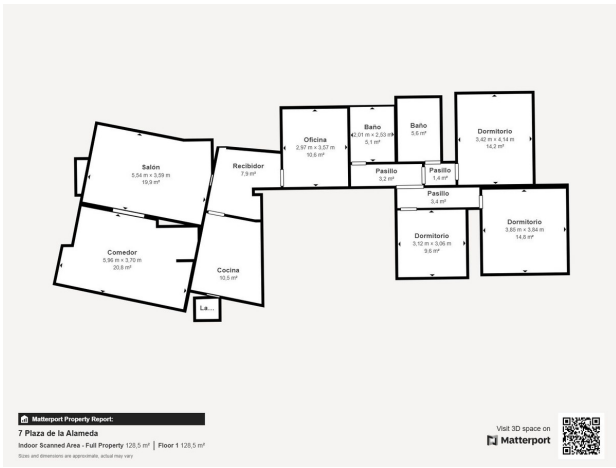 Salón
5,54 m × 3,59 m
19,9 m²
Recibidor
7,9 m²
Oficina
2,97 m × 3,57 m
10,6 m²
Baño
2,01 m × 2,53 m
5,1 m²
Baño
5,6 m²
Dormitorio
3,42 m × 4,14 m
14,2 m²
Pasillo
3,2 m²
Pasillo
1,4 m²
Pasillo
3,4 m²
Comedor
5,96 m × 3,70 m
20,8 m²
Cocina
10,5 m²
Dormitorio
3,12 m × 3,06 m
9,6 m²
Dormitorio
3,85 m × 3,84 m
14,8 m²
La...
Matterport Property Report:
7 Plaza de la Alameda
Indoor Scanned Area - Full Property 128,5 m² | Floor 1 128,5 m²
Sizes and dimensions are approximate, actual may vary.
Visit 3D space on
Matterport